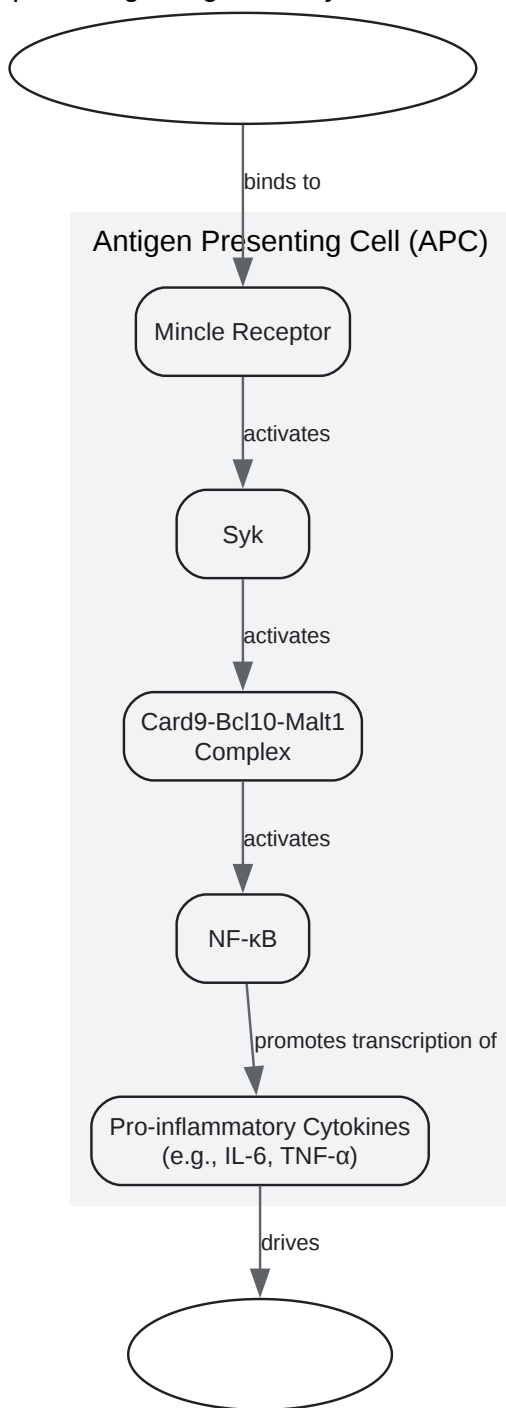 binds to
Antigen Presenting Cell (APC)
Mincle Receptor
activates
Syk
activates
Card9-Bcl10-Malt1
Complex
activates
NF-κB
promotes transcription of
Pro-inflammatory Cytokines
(e.g., IL-6, TNF-α)
drives